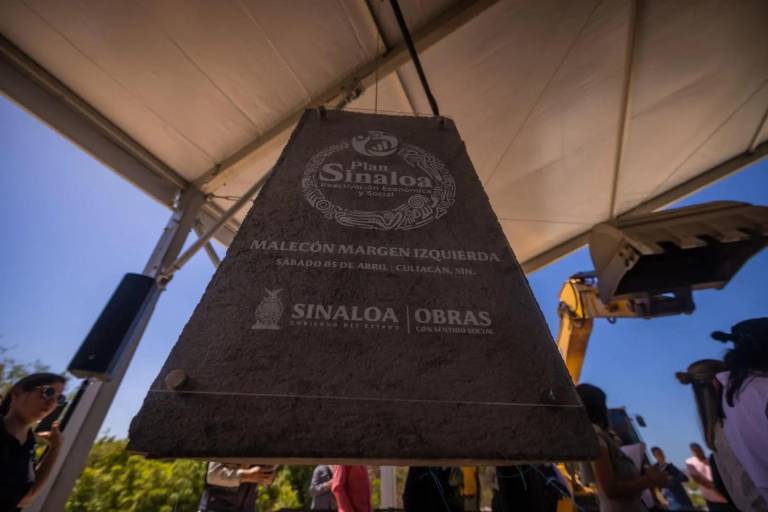 Plan
Sinaloa
Reactivación Económica
y Social
MALECÓN MARGEN IZQUIERDA
SÁBADO 05 DE ABRIL | CULIACÁN, SIN.
SINALOA | OBRAS
GOBIERNO DEL ESTADO | CON SENTIDO SOCIAL